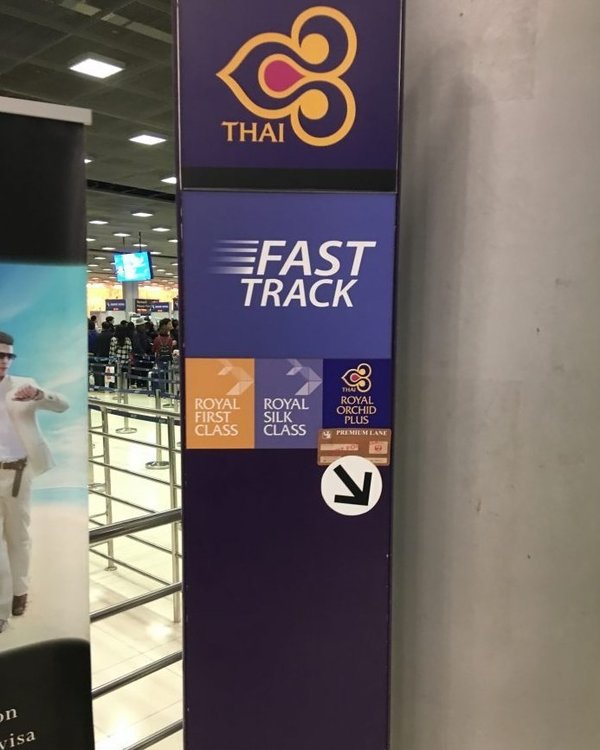 THAI
FAST
TRACK
ROYAL
FIRST
CLASS
ROYAL
SILK
CLASS
THAI
ROYAL
ORCHID
PLUS
PREMIUM LANE
on
visa